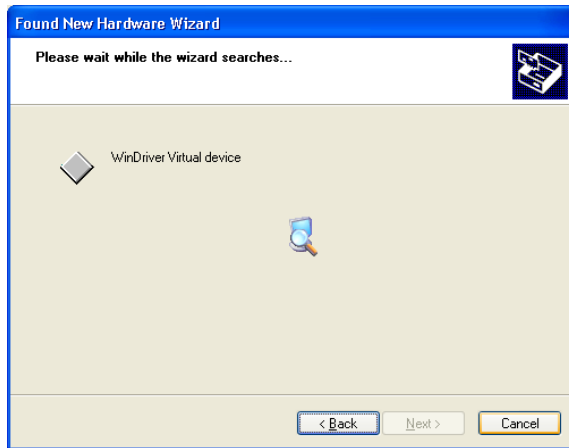 Found New Hardware Wizard
Please wait while the wizard searches...
WinDriver Virtual device
< Back
Next >
Cancel